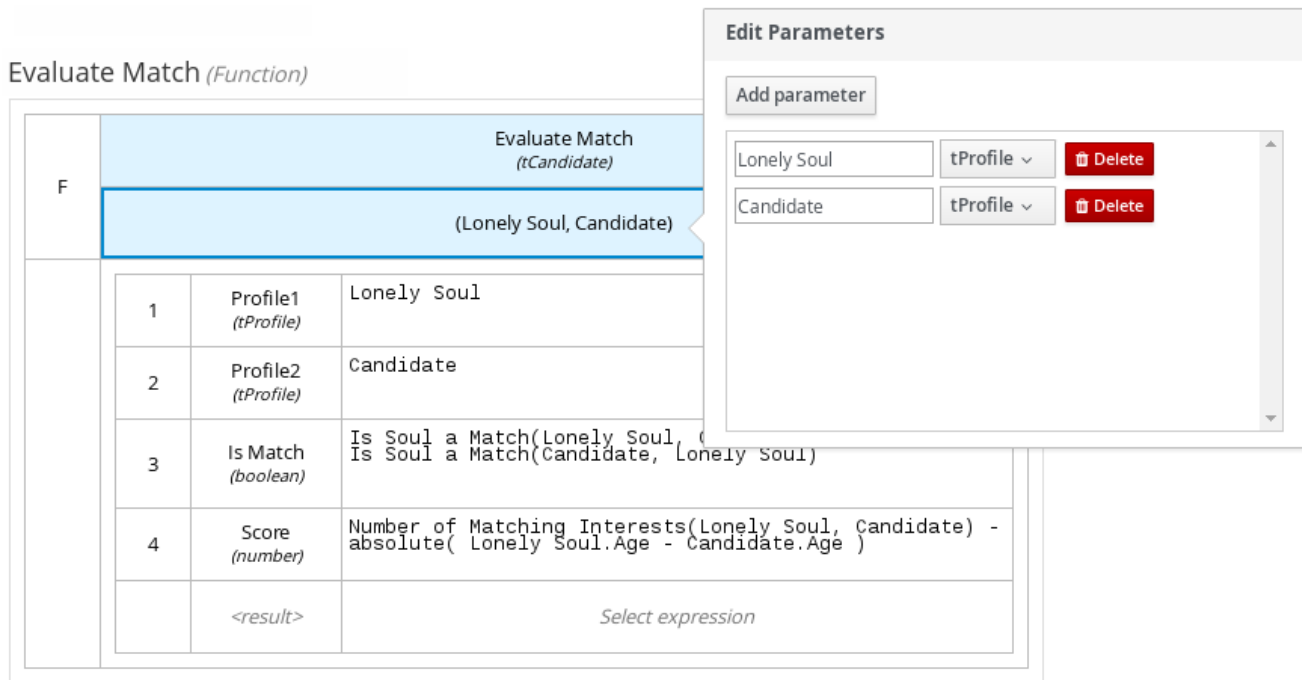 Edit Parameters
Evaluate Match (Function)
Add parameter
Evaluate Match
(tCandidate)
F
(Lonely Soul, Candidate)
Lonely Soul tProfile Delete
Candidate tProfile Delete
1 Profile1 Lonely Soul
(tProfile)
2 Profile2 Candidate
(tProfile)
3 Is Match Is Soul a Match(Lonely Soul,
(boolean) Is Soul a Match(Candidate, Lonely Soul)
4 Score Number of Matching Interests(Lonely Soul, Candidate) -
(number) absolute( Lonely Soul.Age - Candidate.Age )
<result> Select expression